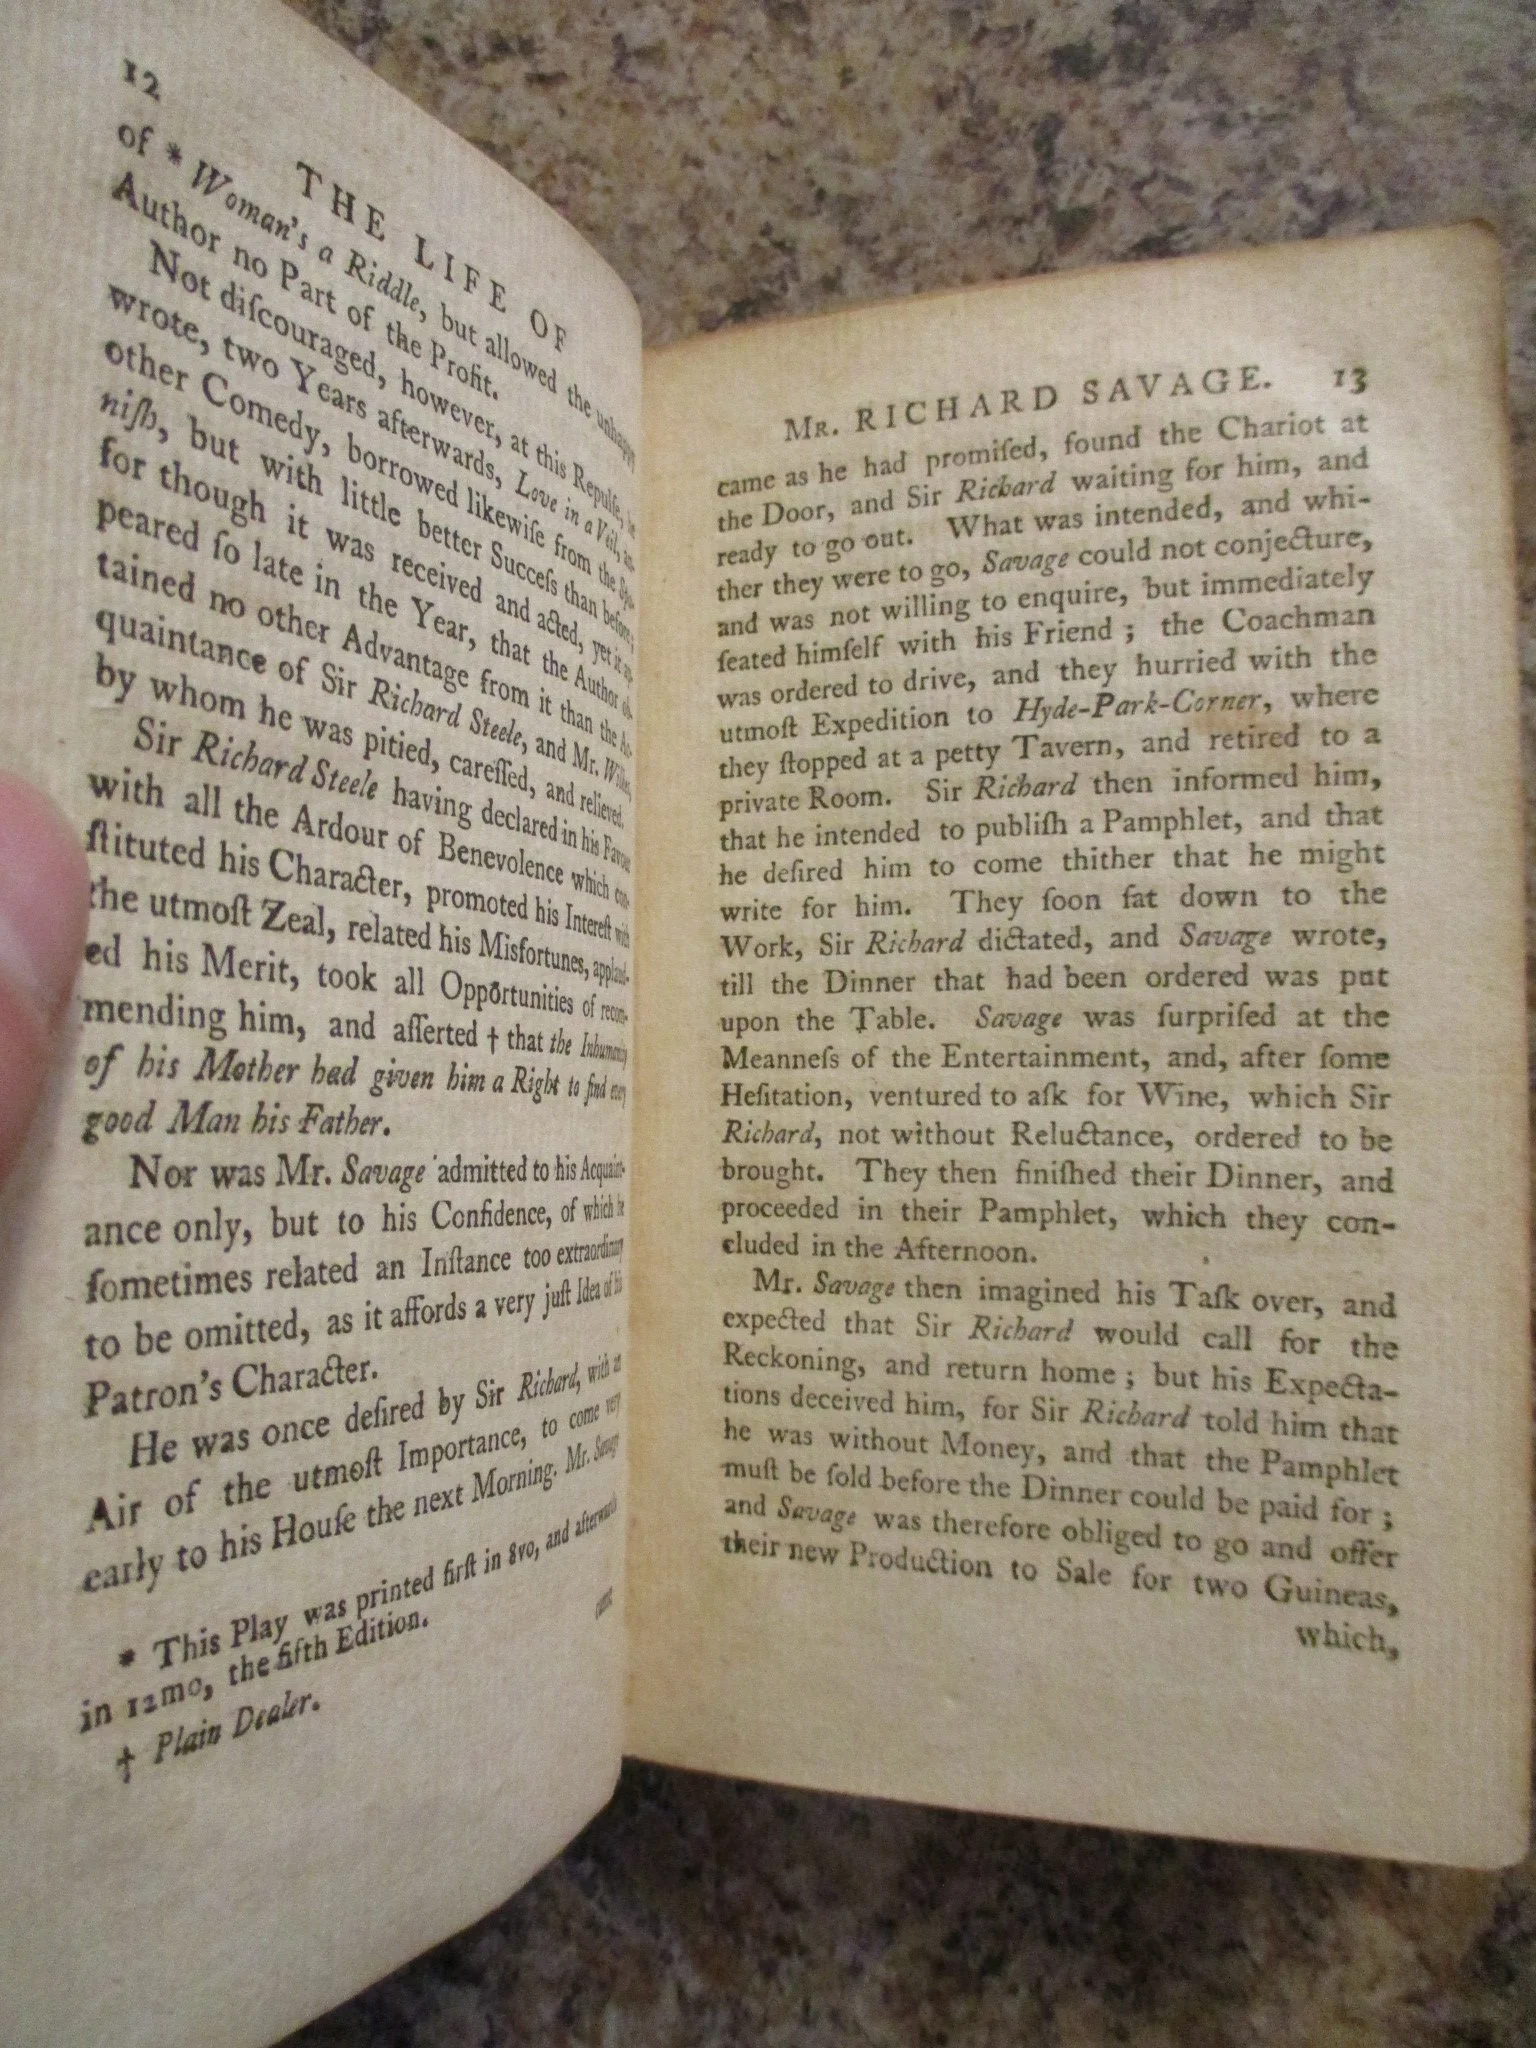 12
THE LIFE OF
of * Woman's a Riddle, but allowed the unhappy
Author no Part of the Profit.
Not diſcouraged, however, at this Repulſe, he
wrote, two Years afterwards, Love in a Veil, an-
other Comedy, borrowed likewiſe from the Spa-
niſh, but with little better Succeſs than before;
for though it was received and acted, yet it ap-
peared ſo late in the Year, that the Author ob-
tained no other Advantage from it than the Ac-
quaintance of Sir Richard Steele, and Mr. Wilks,
by whom he was pitied, careſſed, and relieved.
Sir Richard Steele having declared in his Favour
with all the Ardour of Benevolence which con-
ſtituted his Character, promoted his Intereſt with
the utmoſt Zeal, related his Misfortunes, applaud-
ed his Merit, took all Opportunities of recom-
mending him, and aſſerted † that the Inhumanity
of his Mother had given him a Right to find every
good Man his Father.
Nor was Mr. Savage admitted to his Acquaint-
ance only, but to his Confidence, of which he
ſometimes related an Inſtance too extraordinary
to be omitted, as it affords a very juſt Idea of his
Patron's Character.
He was once deſired by Sir Richard, with an
Air of the utmoſt Importance, to come very
early to his Houſe the next Morning. Mr. Savage
came
* This Play was printed firſt in 8vo, and afterwards
in 12mo, the fifth Edition.
† Plain Dealer.
Mr. RICHARD SAVAGE. 13
came as he had promiſed, found the Chariot at
the Door, and Sir Richard waiting for him, and
ready to go out. What was intended, and whi-
ther they were to go, Savage could not conjecture,
and was not willing to enquire, but immediately
ſeated himſelf with his Friend; the Coachman
was ordered to drive, and they hurried with the
utmoſt Expedition to Hyde-Park-Corner, where
they ſtopped at a petty Tavern, and retired to a
private Room. Sir Richard then informed him,
that he intended to publiſh a Pamphlet, and that
he deſired him to come thither that he might
write for him. They ſoon ſat down to the
Work, Sir Richard dictated, and Savage wrote,
till the Dinner that had been ordered was put
upon the Table. Savage was ſurpriſed at the
Meanneſs of the Entertainment, and, after ſome
Heſitation, ventured to aſk for Wine, which Sir
Richard, not without Reluctance, ordered to be
brought. They then finiſhed their Dinner, and
proceeded in their Pamphlet, which they con-
cluded in the Afternoon.
Mr. Savage then imagined his Taſk over, and
expected that Sir Richard would call for the
Reckoning, and return home; but his Expecta-
tions deceived him, for Sir Richard told him that
he was without Money, and that the Pamphlet
muſt be ſold before the Dinner could be paid for;
and Savage was therefore obliged to go and offer
their new Production to Sale for two Guineas,
which,